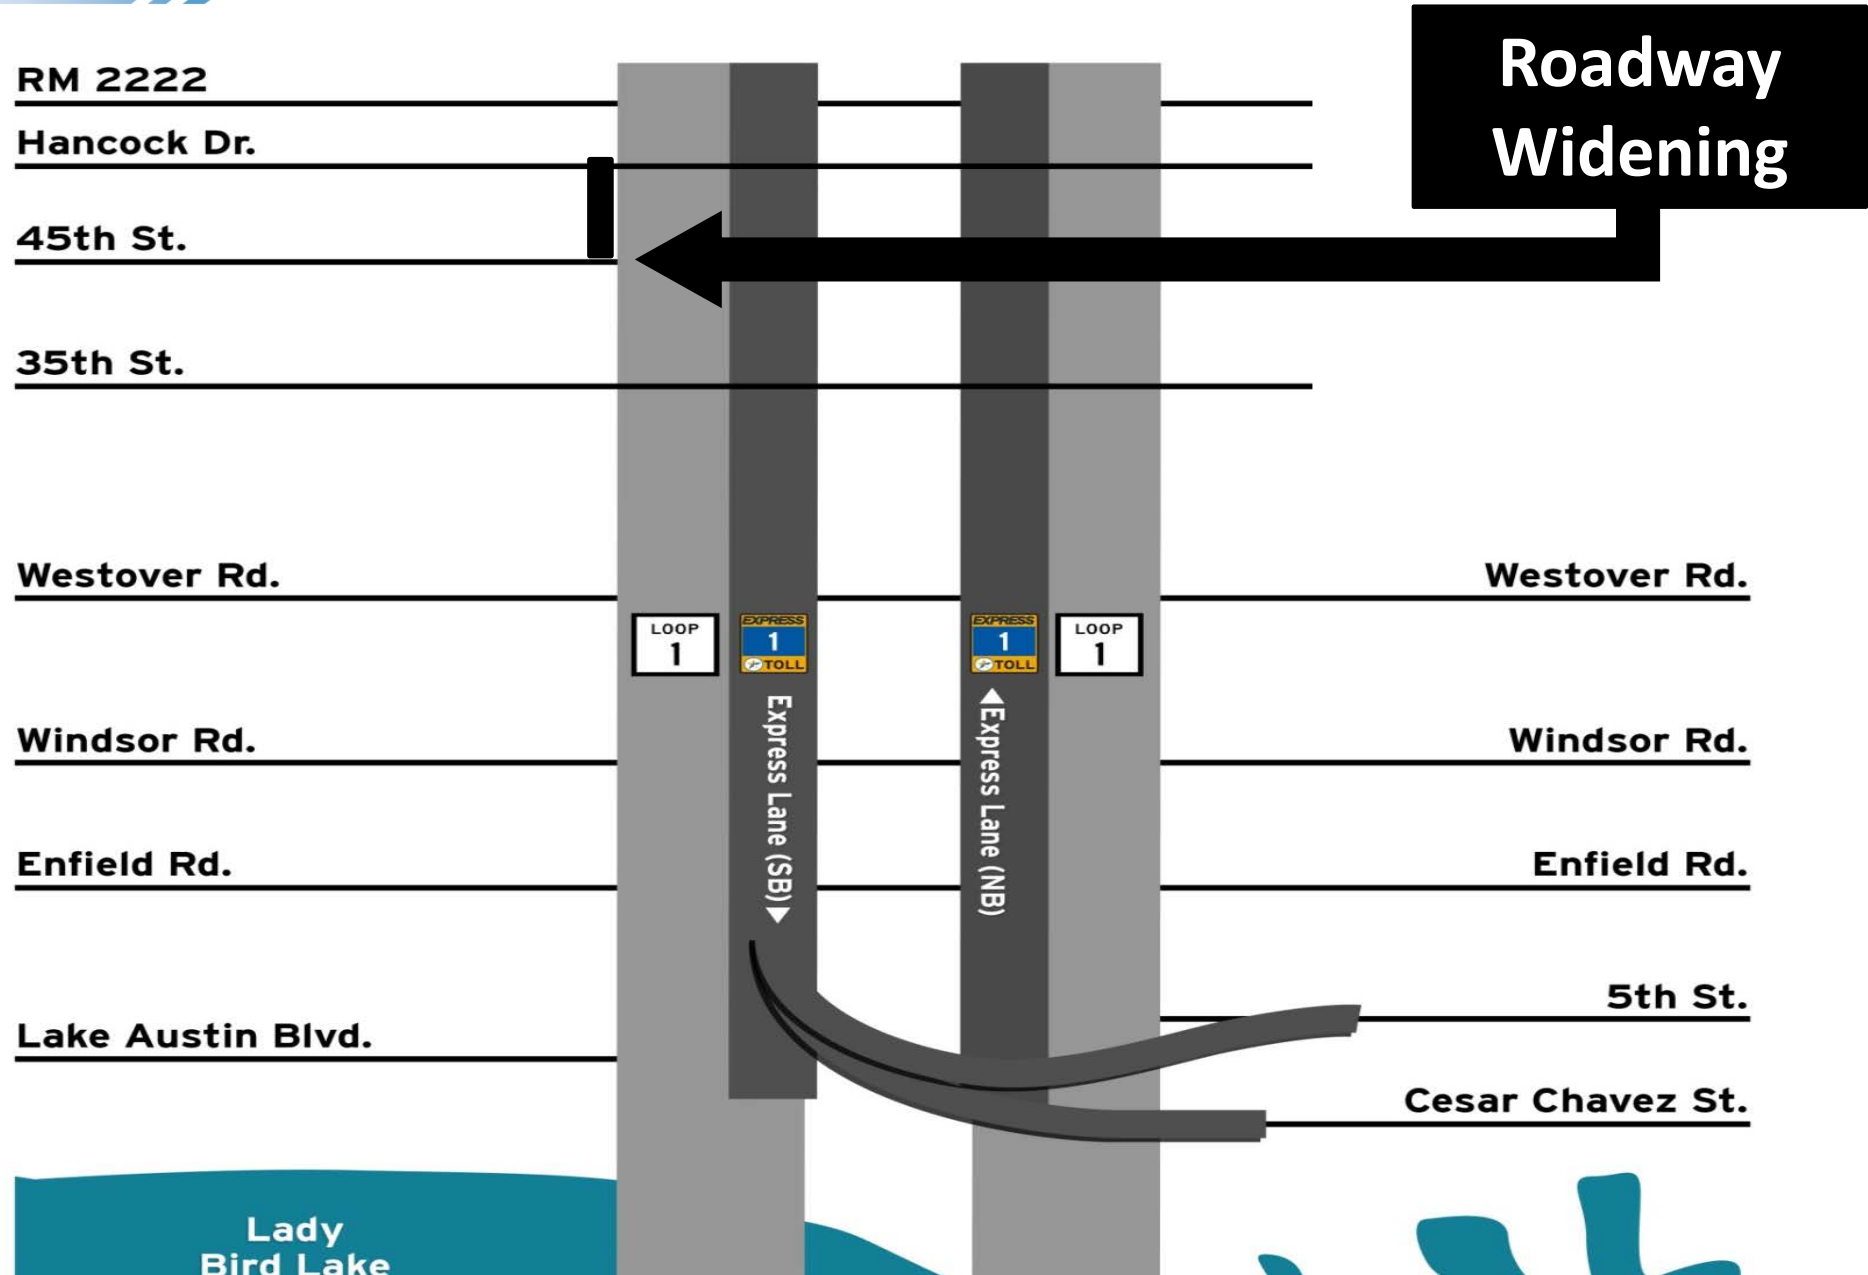 Roadway
Widening
RM 2222
Hancock Dr.
45th St.
35th St.
Westover Rd.
Westover Rd.
LOOP
1
EXPRESS
1
TOLL
EXPRESS
1
TOLL
LOOP
1
Express Lane (SB)
Express Lane (NB)
Windsor Rd.
Windsor Rd.
Enfield Rd.
Enfield Rd.
5th St.
Lake Austin Blvd.
Cesar Chavez St.
Lady
Bird Lake